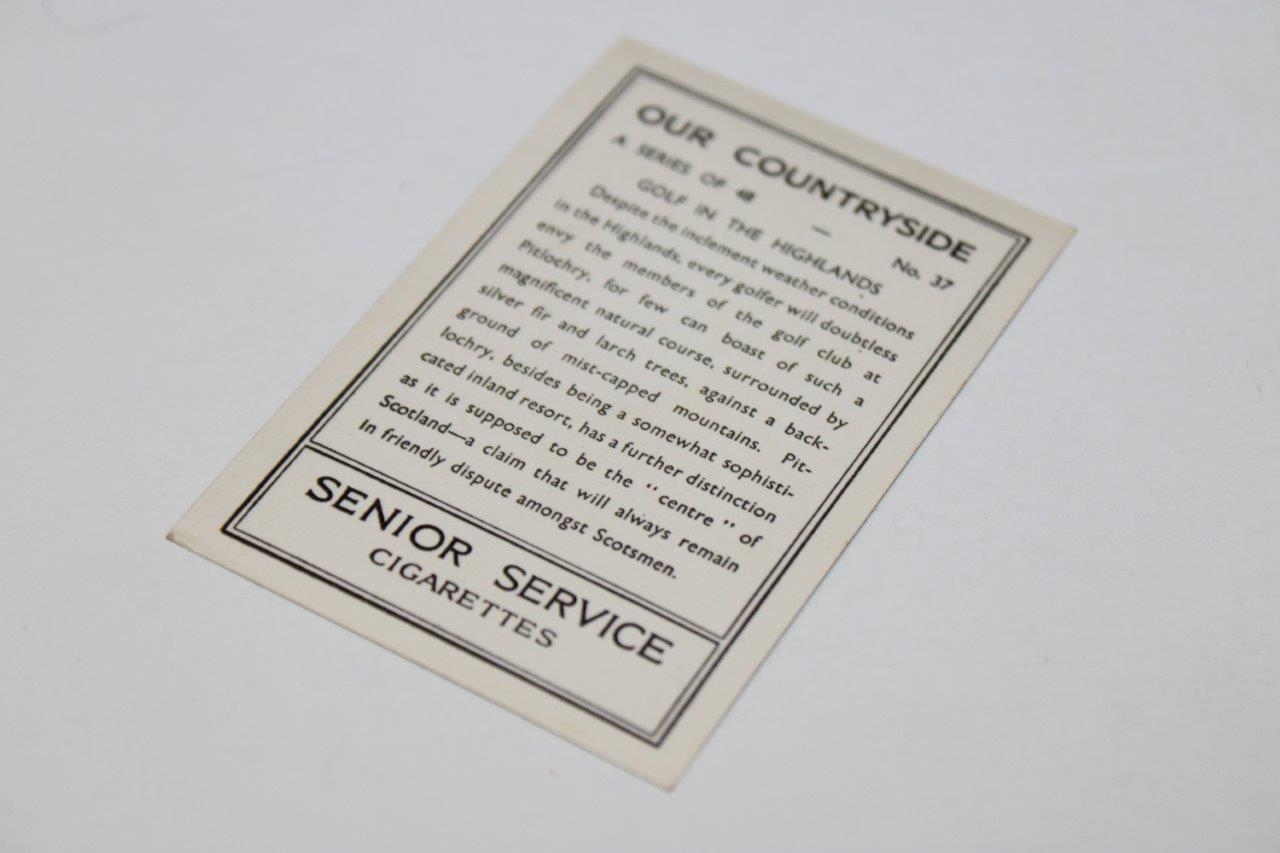 OUR COUNTRYSIDE
A SERIES OF 48 — No. 37
GOLF IN THE HIGHLANDS
Despite the inclement weather conditions
in the Highlands, every golfer will doubtless
envy the members of the golf club at
Pitlochry, for few can boast of such a
magnificent natural course, surrounded by
silver fir and larch trees, against a back-
ground of mist-capped mountains. Pit-
lochry, besides being a somewhat sophisti-
cated inland resort, has a further distinction
as it is supposed to be the "centre" of
Scotland—a claim that will always remain
in friendly dispute amongst Scotsmen.
SENIOR SERVICE
CIGARETTES